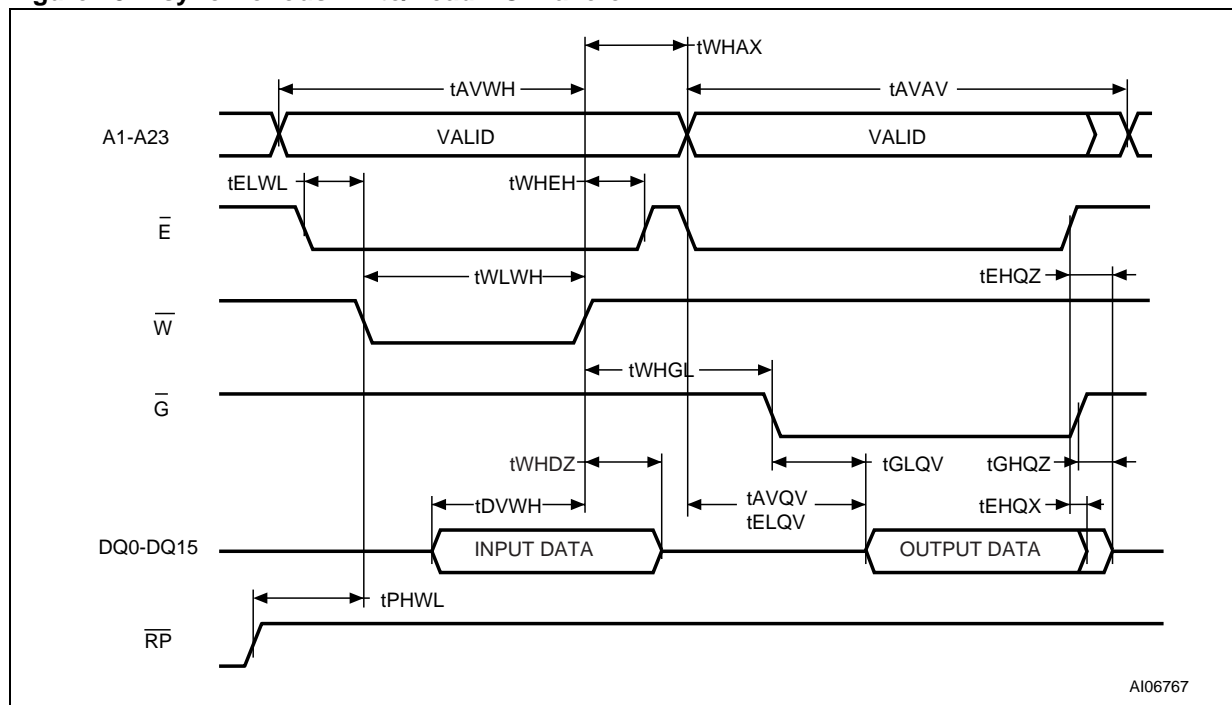 tWHAX
tAVWH
tAVAV
A1-A23
VALID
VALID
tELWL
tWHEH
E
tWLWH
tEHQZ
W
tWHGL
G
tWHDZ
tGLQV
tGHQZ
tDVWH
tAVQV
tELQV
tEHQX
DQ0-DQ15
INPUT DATA
OUTPUT DATA
tPHWL
RP
AI06767